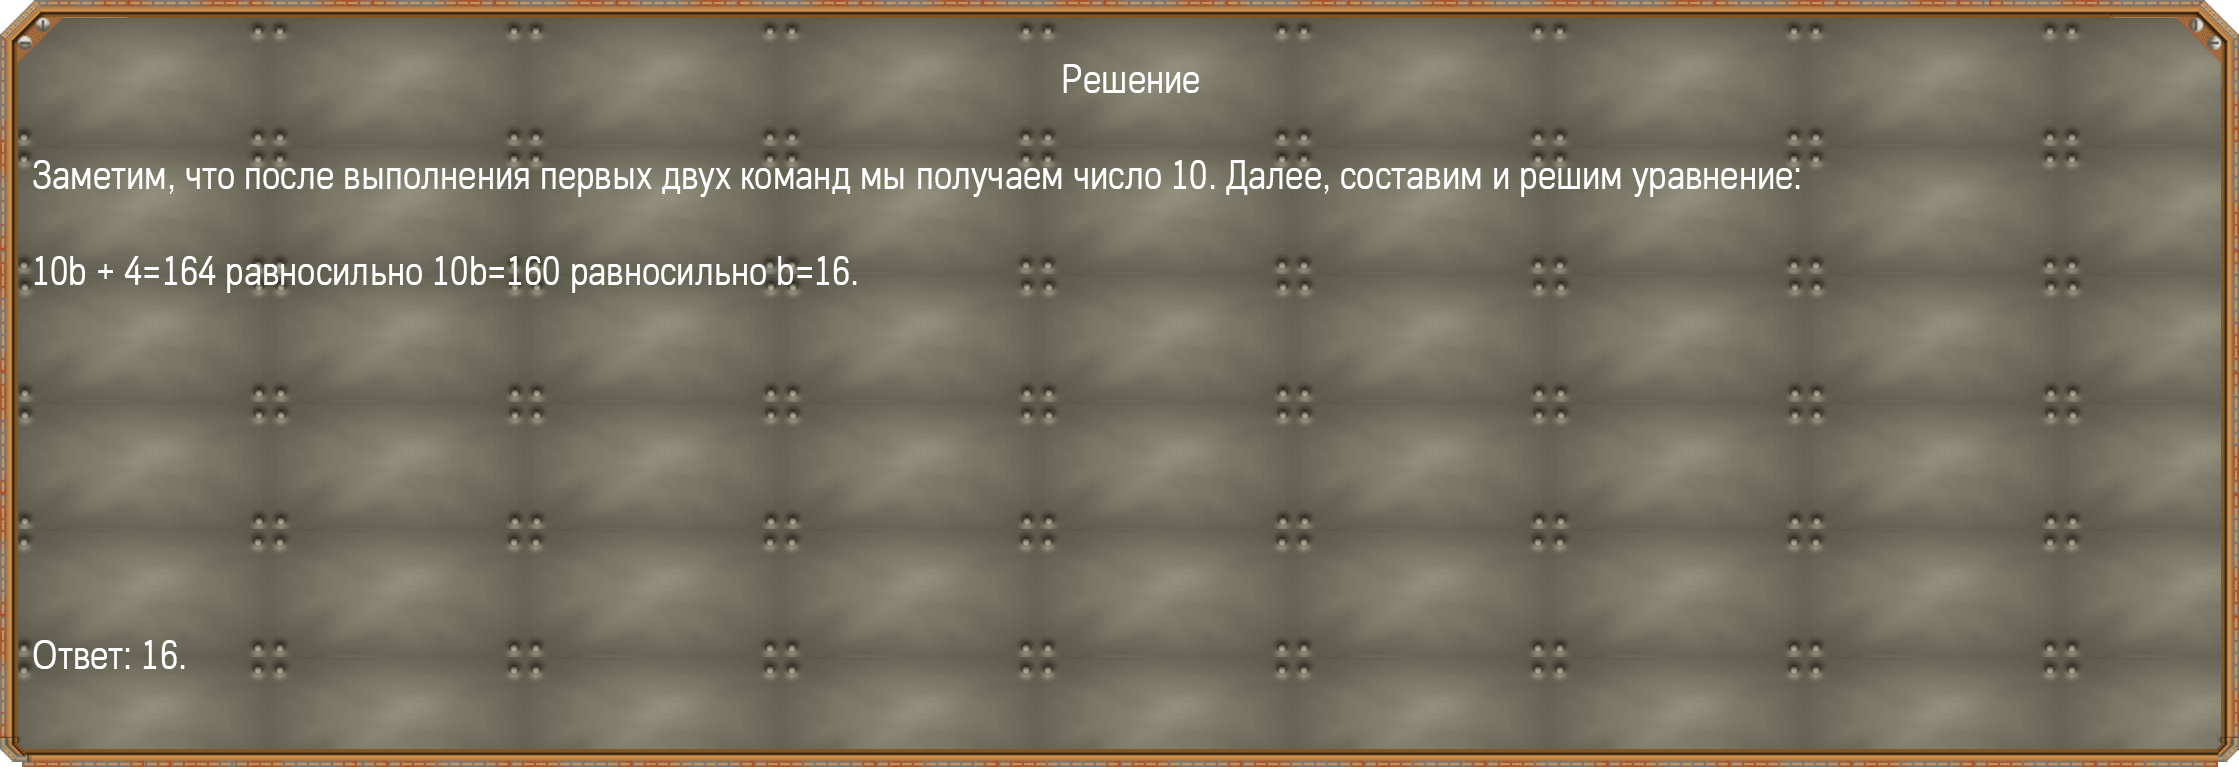 Решение
Заметим, что после выполнения первых двух команд мы получаем число 10. Далее, составим и решим уравнение:
10b + 4=164 равносильно 10b=160 равносильно b=16.
Ответ: 16.